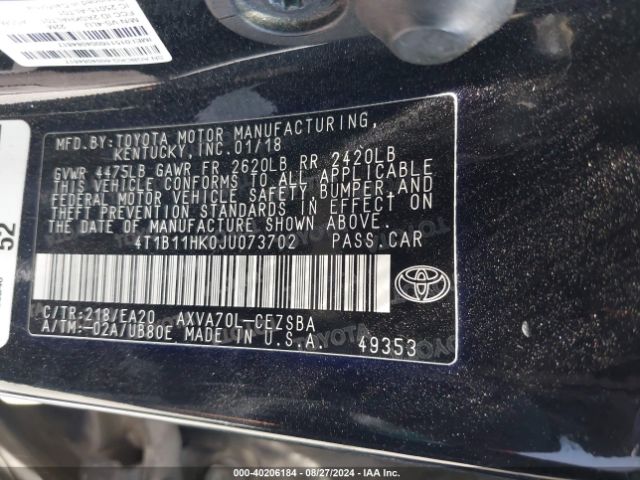 MFD.BY:TOYOTA MOTOR MANUFACTURING,
KENTUCKY, INC.01/18
GVWR 4475LB GAWR FR 2620LB RR 2420LB
THIS VEHICLE CONFORMS TO ALL APPLICABLE
FEDERAL MOTOR VEHICLE SAFETY, BUMPER, AND
THEFT PREVENTION STANDARDS IN EFFECT ON
THE DATE OF MANUFACTURE SHOWN ABOVE.
4T1B11HK0JU073702 PASS.CAR
C/TR:218/EA20 AXVA70L-CEZSBA
A/TM:-02A/UB80E MADE IN U.S.A. 49353
52
000-40206184 - 08/27/2024 - IAA Inc.